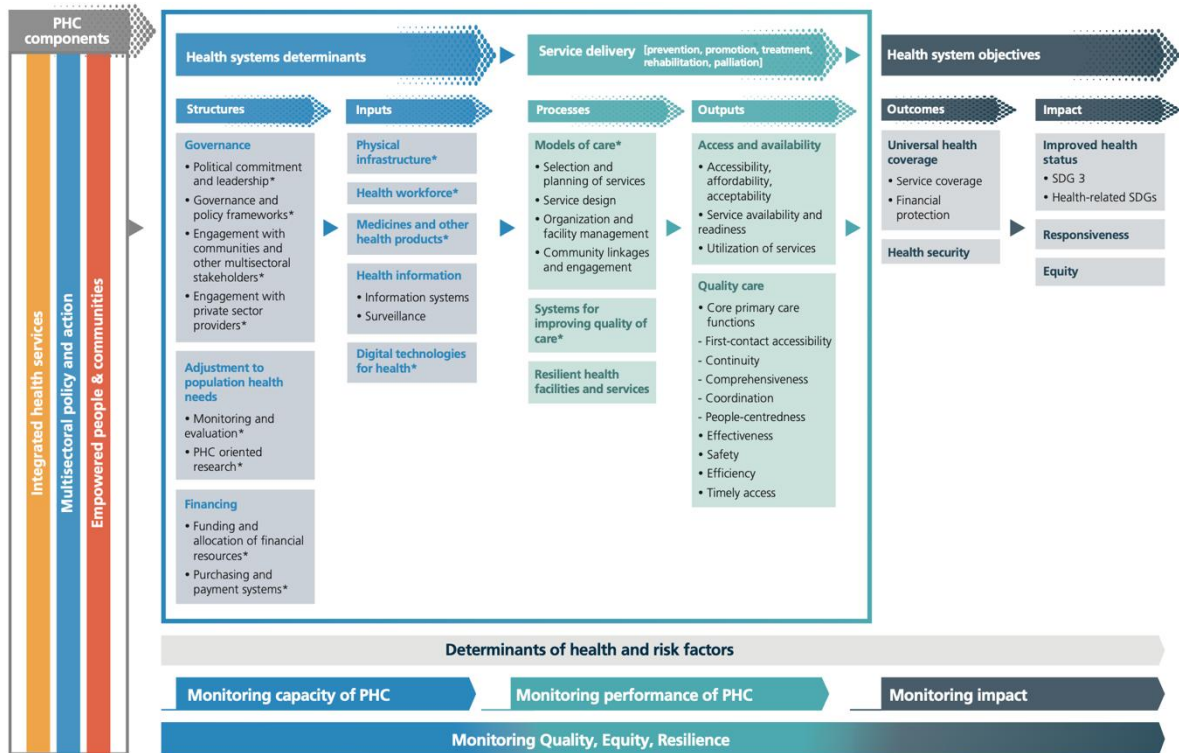 PHC
components
Integrated health services
Multisectoral policy and action
Empowered people & communities
Health systems determinants
Service delivery [prevention, promotion, treatment,
rehabilitation, palliation]
Health system objectives
Structures
Inputs
Processes
Outputs
Outcomes
Impact
Governance
• Political commitment
and leadership*
• Governance and
policy frameworks*
• Engagement with
communities and
other multisectoral
stakeholders*
• Engagement with
private sector
providers*
Adjustment to
population health
needs
• Monitoring and
evaluation*
• PHC oriented
research*
Financing
• Funding and
allocation of financial
resources*
• Purchasing and
payment systems*
Physical
infrastructure*
Health workforce*
Medicines and other
health products*
Health information
• Information systems
• Surveillance
Digital technologies
for health*
Models of care*
• Selection and
planning of services
• Service design
• Organization and
facility management
• Community linkages
and engagement
Systems for
improving quality of
care*
Resilient health
facilities and services
Access and availability
• Accessibility,
affordability,
acceptability
• Service availability and
readiness
• Utilization of services
Quality care
• Core primary care
functions
- First-contact accessibility
- Continuity
- Comprehensiveness
- Coordination
- People-centredness
• Effectiveness
• Safety
• Efficiency
• Timely access
Universal health
coverage
• Service coverage
• Financial
protection
Health security
Improved health
status
• SDG 3
• Health-related SDGs
Responsiveness
Equity
Determinants of health and risk factors
Monitoring capacity of PHC
Monitoring performance of PHC
Monitoring impact
Monitoring Quality, Equity, Resilience